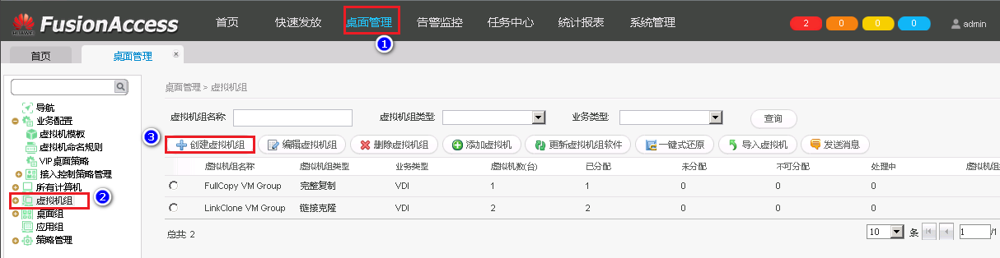 HUAWEI FusionAccess 首页 快速发放 桌面管理 告警监控 任务中心 统计报表 系统管理 2 0 0 0 admin
1
首页 桌面管理 ×
导航
业务配置
虚拟机模板
虚拟机命名规则
VIP桌面策略
接入控制策略管理
所有计算机
虚拟机组
2
桌面组
应用组
策略管理
桌面管理 > 虚拟机组
虚拟机组名称: 虚拟机组类型: 业务类型: 查询
3
创建虚拟机组 编辑虚拟机组 删除虚拟机组 添加虚拟机 更新虚拟机组软件 一键式还原 导入虚拟机 发送消息
虚拟机组名称 虚拟机组类型 业务类型 虚拟机数(台) 已分配 未分配 不可分配 处理中 虚拟机组
FullCopy VM Group 完整复制 VDI 1 1 0 0 0
LinkClone VM Group 链接克隆 VDI 2 2 0 0 0
总共: 2
10 条 1 /1